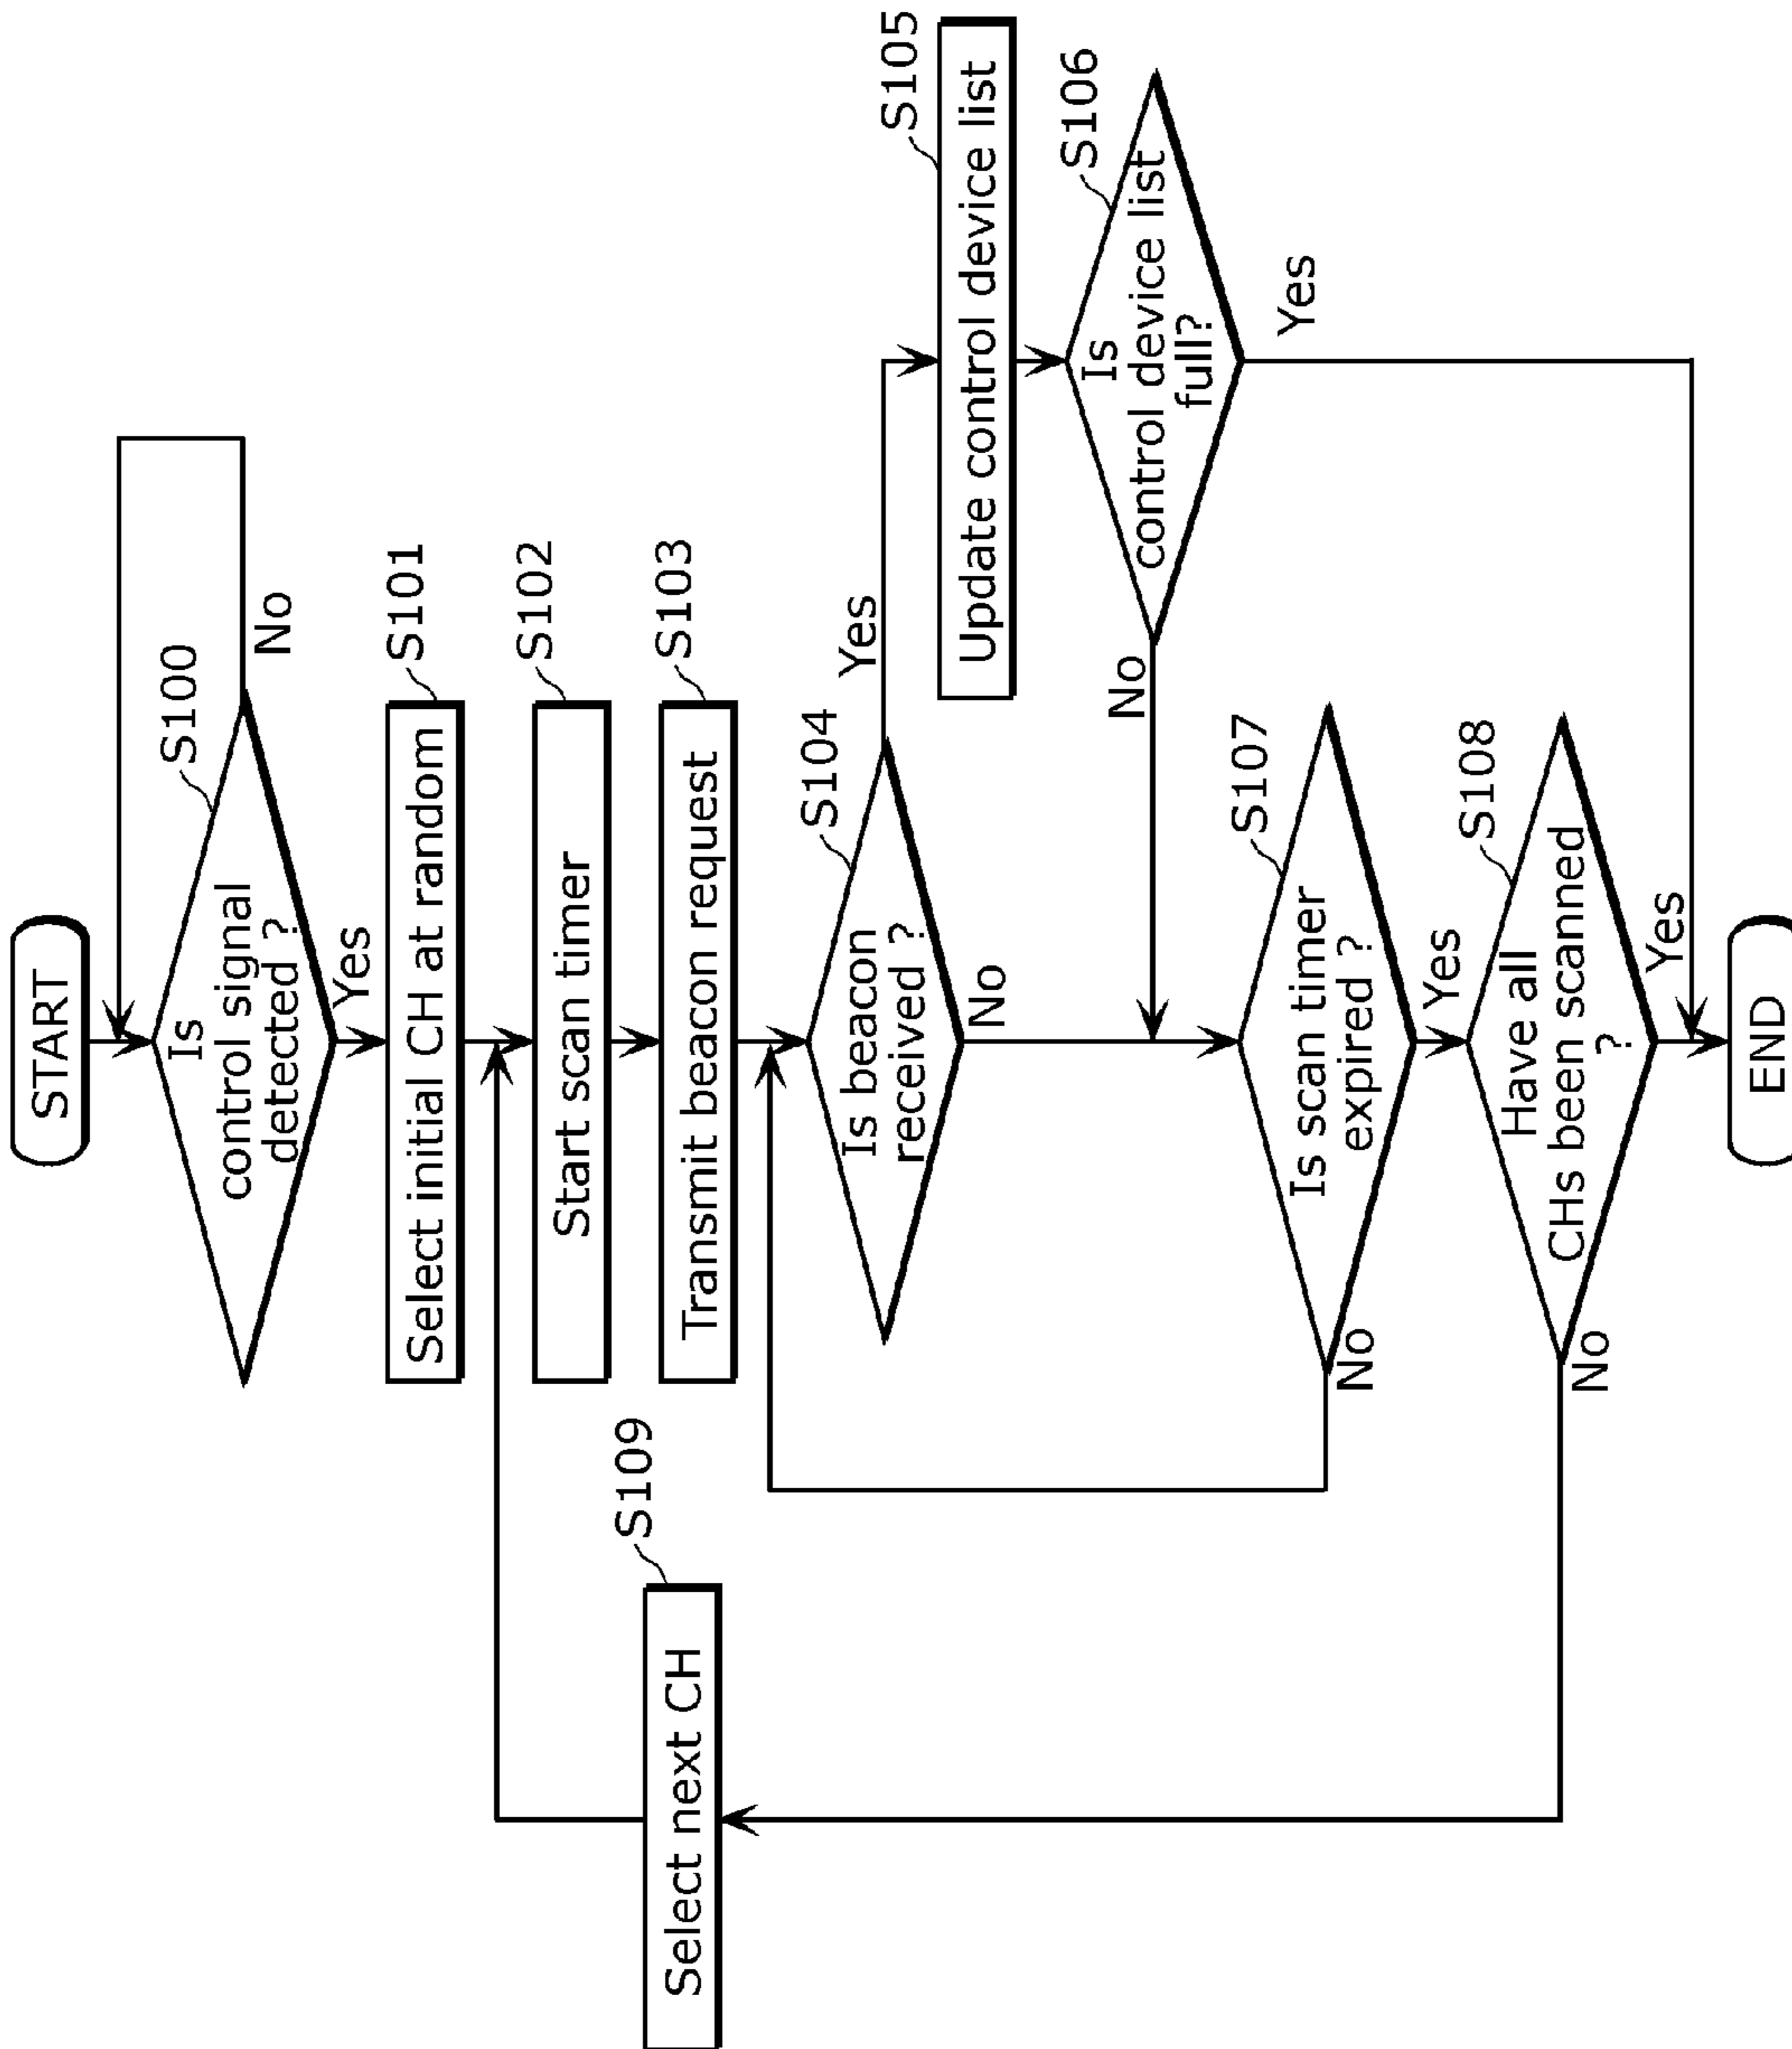 START
S100
Is
control signal
detected ?
No
Yes
S101
Select initial CH at random
S102
Start scan timer
S103
Transmit beacon request
S104
Is beacon
received ?
Yes
No
S105
Update control device list
S106
Is
control device list
full?
No
Yes
S107
Is scan timer
expired ?
No
Yes
S108
Have all
CHs been scanned
?
No
Yes
S109
Select next CH
END